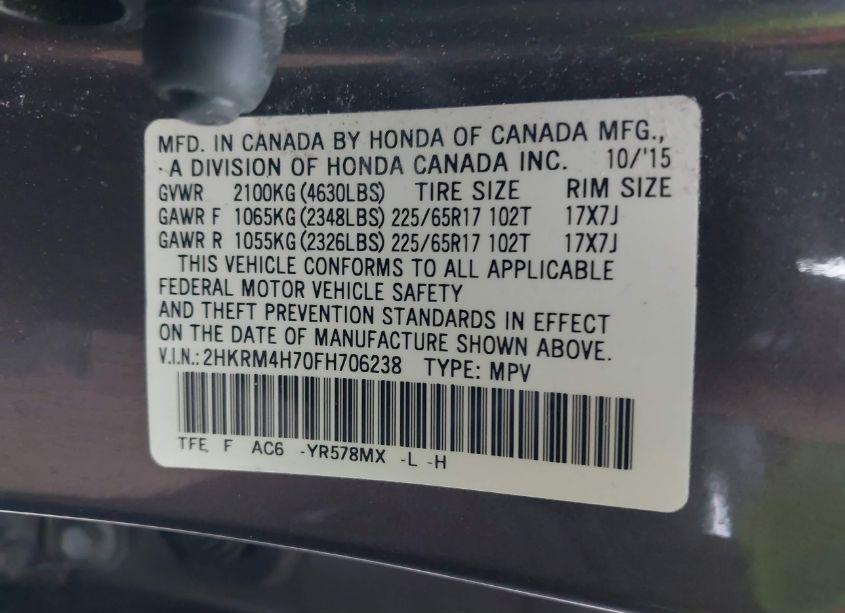 MFD. IN CANADA BY HONDA OF CANADA MFG.,
A DIVISION OF HONDA CANADA INC. 10/'15
GVWR 2100KG (4630LBS) TIRE SIZE RIM SIZE
GAWR F 1065KG (2348LBS) 225/65R17 102T 17X7J
GAWR R 1055KG (2326LBS) 225/65R17 102T 17X7J
THIS VEHICLE CONFORMS TO ALL APPLICABLE
FEDERAL MOTOR VEHICLE SAFETY
AND THEFT PREVENTION STANDARDS IN EFFECT
ON THE DATE OF MANUFACTURE SHOWN ABOVE.
V.I.N.: 2HKRM4H70FH706238 TYPE: MPV
TFE, F AC6 -YR578MX -L -H